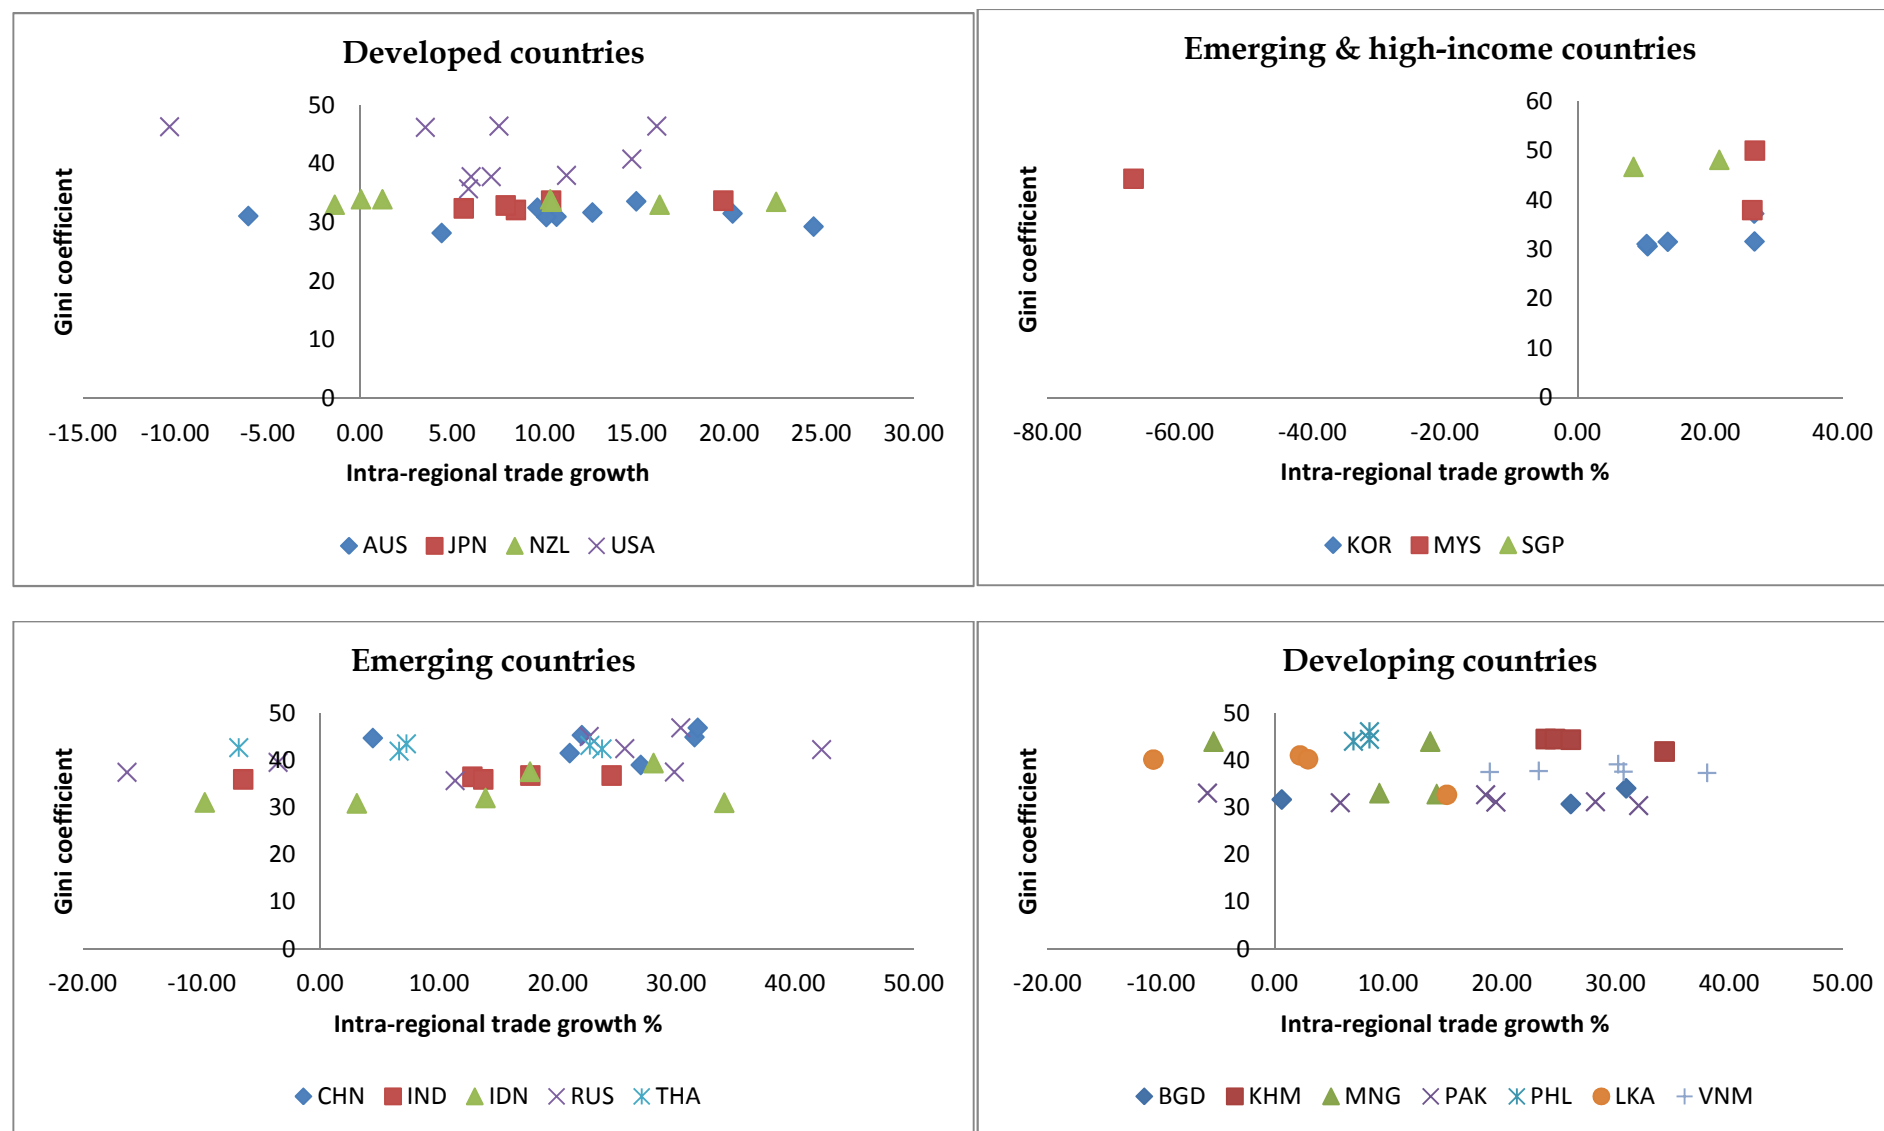 Developed countries
50
40
30
20
10
0
-15.00 -10.00 -5.00 0.00 5.00 10.00 15.00 20.00 25.00 30.00
Gini coefficient
Intra-regional trade growth
AUS JPN NZL USA
Emerging & high-income countries
60
50
40
30
20
10
0
-80.00 -60.00 -40.00 -20.00 0.00 20.00 40.00
Gini coefficient
Intra-regional trade growth %
KOR MYS SGP
Emerging countries
50
40
30
20
10
0
-20.00 -10.00 0.00 10.00 20.00 30.00 40.00 50.00
Gini coefficient
Intra-regional trade growth %
CHN IND IDN RUS THA
Developing countries
50
40
30
20
10
0
-20.00 -10.00 0.00 10.00 20.00 30.00 40.00 50.00
Gini coefficient
Intra-regional trade growth %
BGD KHM MNG PAK PHL LKA VNM